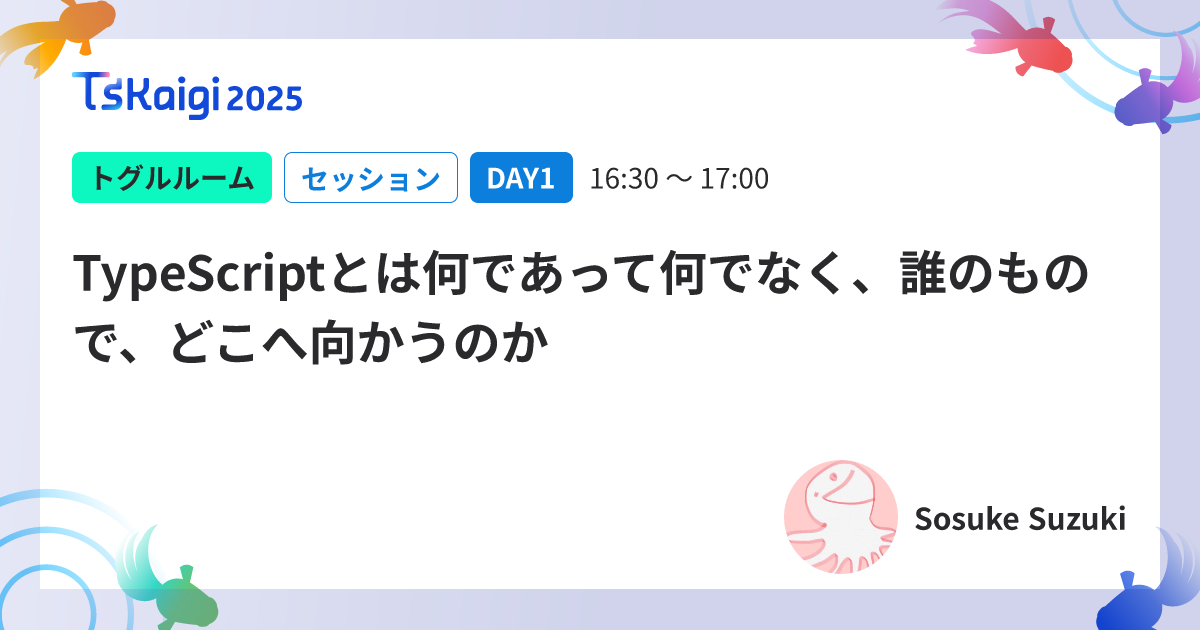 TSKaigi 2025
トグルルーム セッション DAY1 16:30 〜 17:00
TypeScriptとは何であって何でなく、誰のもの
で、どこへ向かうのか
Sosuke Suzuki